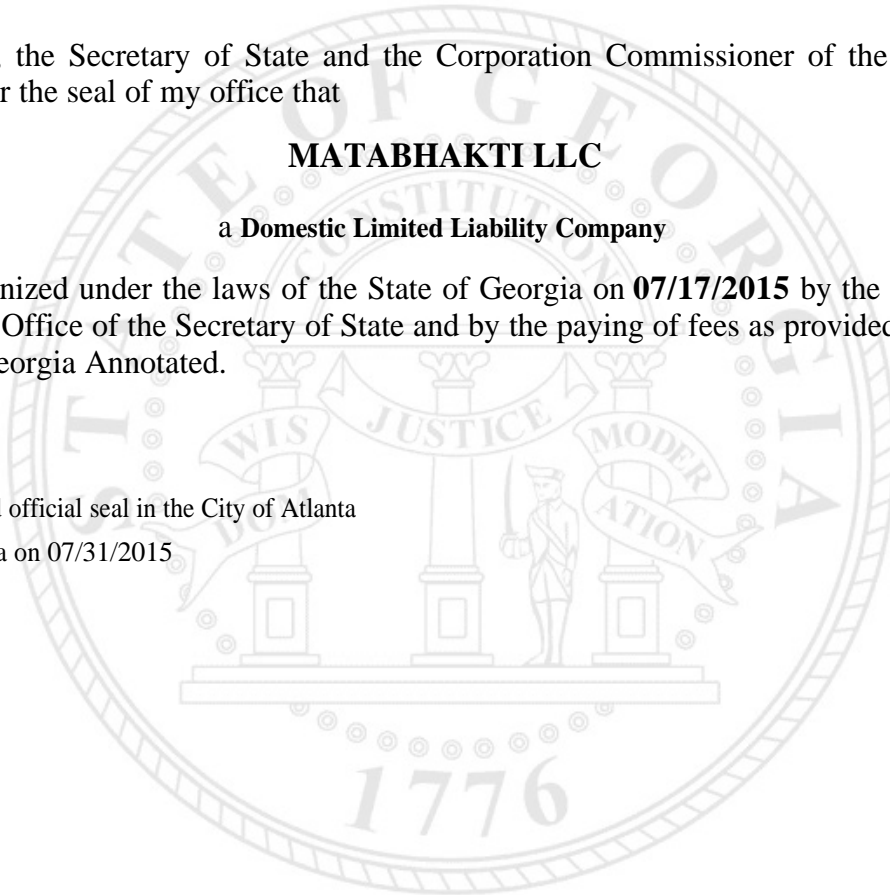 , the Secretary of State and the Corporation Commissioner of the
r the seal of my office that
MATABHAKTI LLC
a Domestic Limited Liability Company
nized under the laws of the State of Georgia on 07/17/2015 by the
Office of the Secretary of State and by the paying of fees as provided
eorgia Annotated.
l official seal in the City of Atlanta
a on 07/31/2015
STATE OF GEORGIA
CONSTITUTION
WIS
DOM
JUSTICE
MODER
ATION
1776